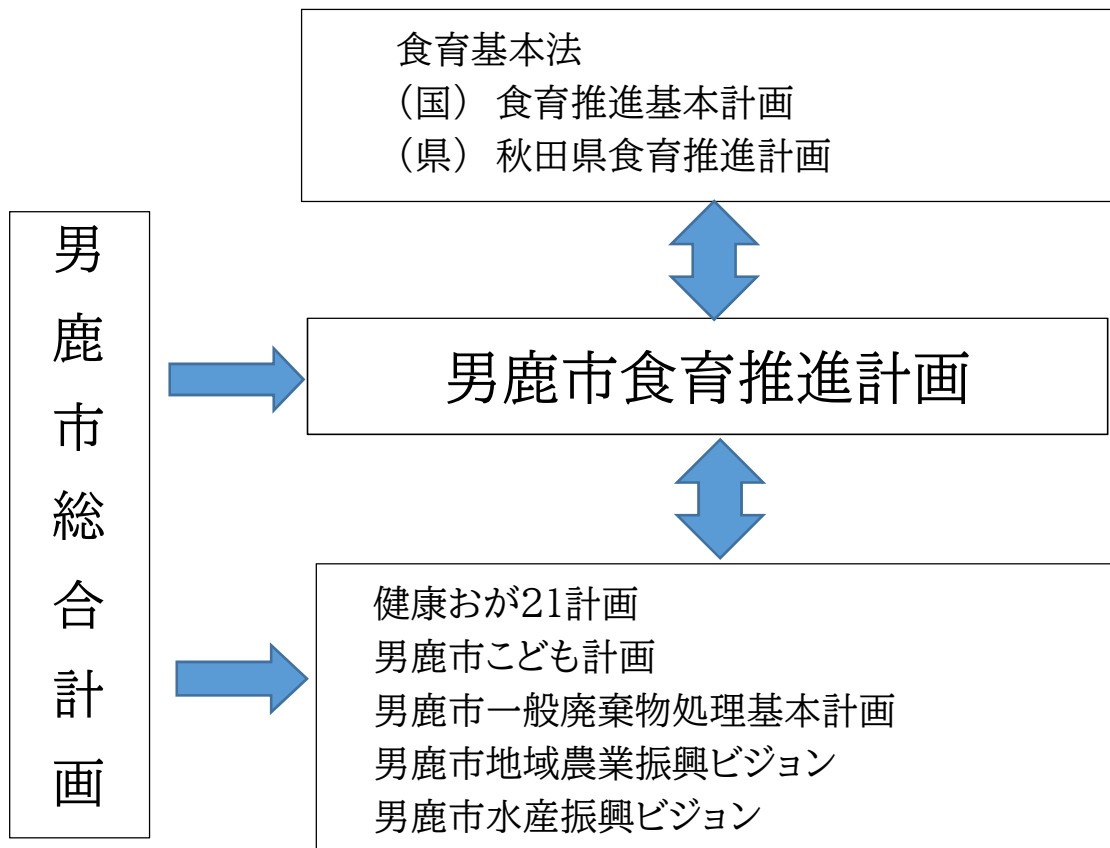 食育基本法
（国） 食育推進基本計画
（県） 秋田県食育推進計画
男鹿市総合計画
男鹿市食育推進計画
健康おが21計画
男鹿市こども計画
男鹿市一般廃棄物処理基本計画
男鹿市地域農業振興ビジョン
男鹿市水産振興ビジョン